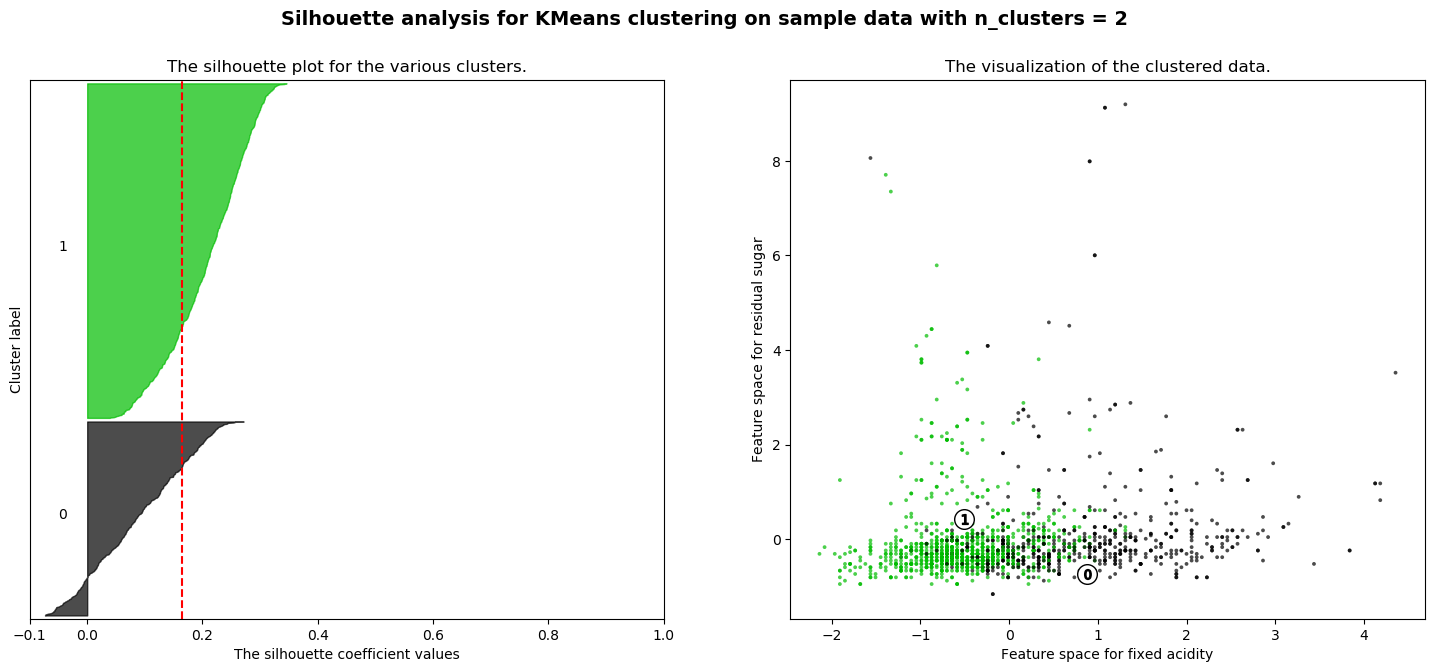 Silhouette analysis for KMeans clustering on sample data with n_clusters = 2
The silhouette plot for the various clusters.
Cluster label
1
0
−0.1 0.0 0.2 0.4 0.6 0.8 1.0
The silhouette coefficient values
The visualization of the clustered data.
Feature space for residual sugar
8
6
4
2
0
1
0
−2 −1 0 1 2 3 4
Feature space for fixed acidity